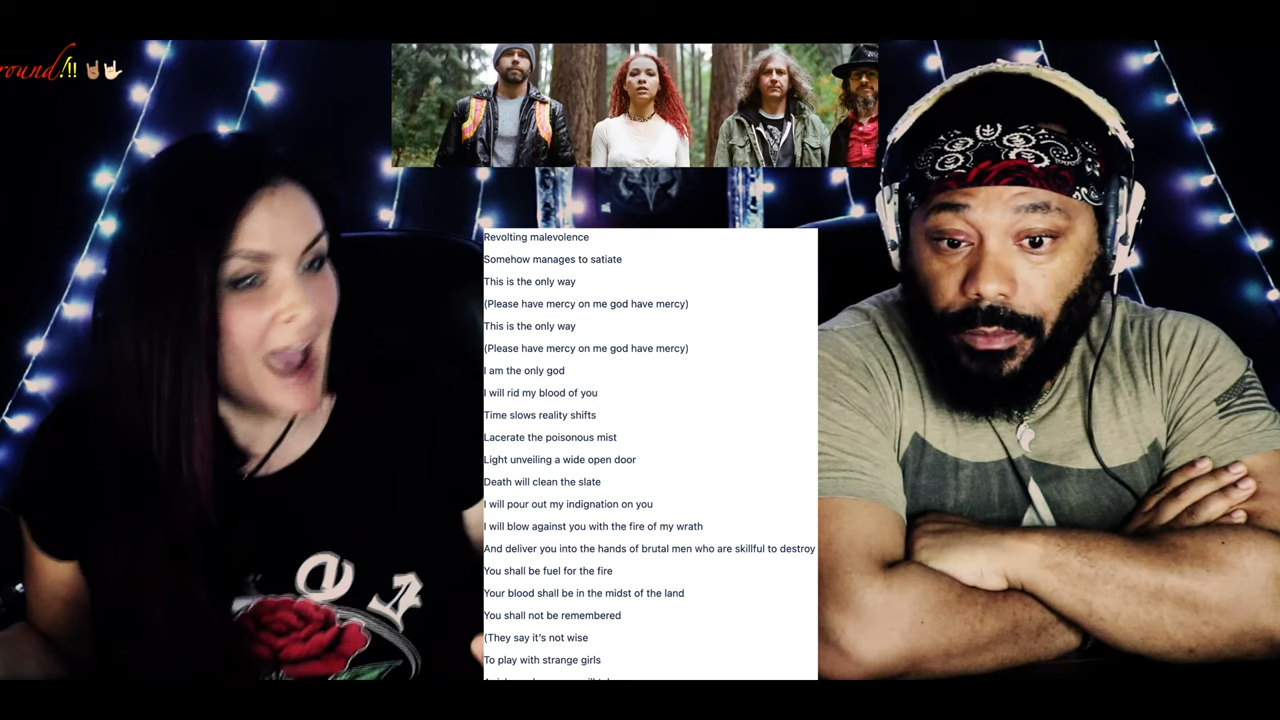 round!!
Revolting malevolence
Somehow manages to satiate
This is the only way
(Please have mercy on me god have mercy)
This is the only way
(Please have mercy on me god have mercy)
I am the only god
I will rid my blood of you
Time slows reality shifts
Lacerate the poisonous mist
Light unveiling a wide open door
Death will clean the slate
I will pour out my indignation on you
I will blow against you with the fire of my wrath
And deliver you into the hands of brutal men who are skillful to destroy
You shall be fuel for the fire
Your blood shall be in the midst of the land
You shall not be remembered
(They say it’s not wise
To play with strange girls